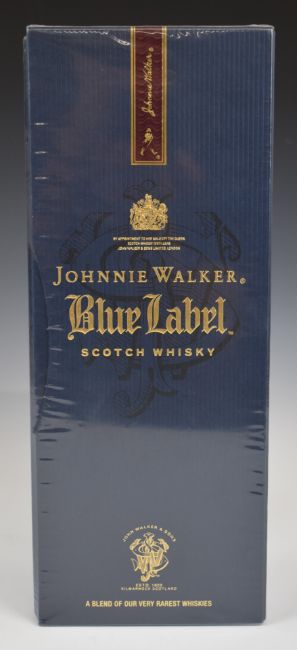 Johnnie Walker
BY APPOINTMENT TO HER MAJESTY THE QUEEN
SCOTCH WHISKY DISTILLERS
JOHN WALKER & SONS LIMITED, LONDON
JOHNNIE WALKER®
Blue Label™
SCOTCH WHISKY
JOHN WALKER & SONS
ESTD 1820
KILMARNOCK SCOTLAND
A BLEND OF OUR VERY RAREST WHISKIES